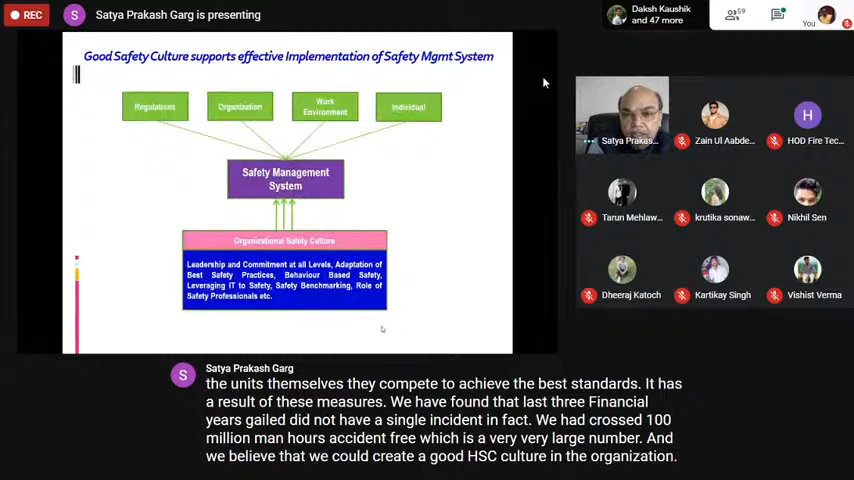 REC
S
Satya Prakash Garg is presenting
Daksh Kaushik
and 47 more
59
You
Good Safety Culture supports effective Implementation of Safety Mgmt System
Regulations
Organization
Work
Environment
Individual
Safety Management
System
Organizational Safety Culture
Leadership and Commitment at all Levels, Adaptation of
Best Safety Practices, Behaviour Based Safety,
Leveraging IT to Safety, Safety Benchmarking, Role of
Safety Professionals etc.
Satya Prakas...
Zain Ul Aabde...
H
HOD Fire Tec...
Tarun Mehlaw...
krutika sonaw...
Nikhil Sen
Dheeraj Katoch
Kartikay Singh
Vishist Verma
S
Satya Prakash Garg
the units themselves they compete to achieve the best standards. It has
a result of these measures. We have found that last three Financial
years gailed did not have a single incident in fact. We had crossed 100
million man hours accident free which is a very very large number. And
we believe that we could create a good HSC culture in the organization.